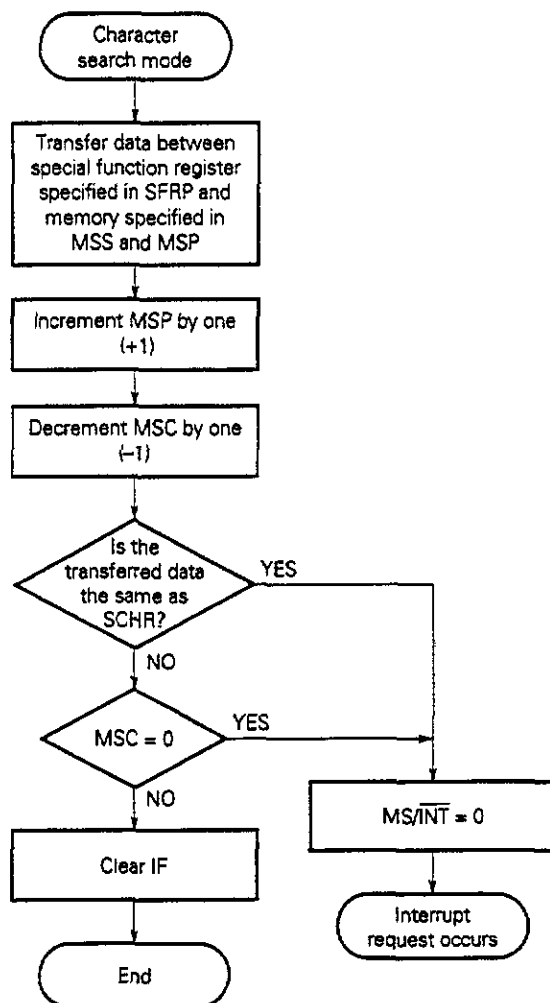 Character
search mode
Transfer data between
special function register
specified in SFRP and
memory specified in
MSS and MSP
Increment MSP by one
(+1)
Decrement MSC by one
(−1)
Is the
transferred data
the same as
SCHR?
YES
NO
MSC = 0
YES
NO
MS/I̅N̅T̅ = 0
Clear IF
Interrupt
request occurs
End